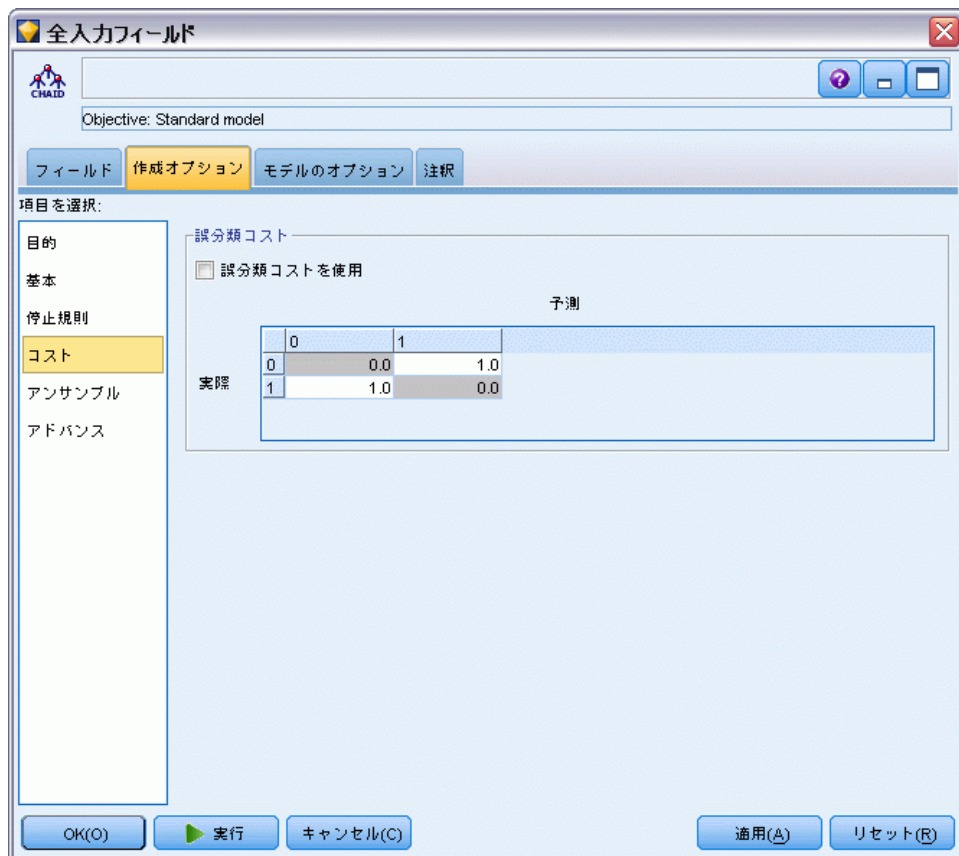 全入力フィールド
CHAID
Objective: Standard model
フィールド 作成オプション モデルのオプション 注釈
項目を選択:
目的
基本
停止規則
コスト
アンサンブル
アドバンス
誤分類コスト
誤分類コストを使用
予測
0 1
実際
0 0.0 1.0
1 1.0 0.0
OK(O) 実行 キャンセル(C) 適用(A) リセット(R)